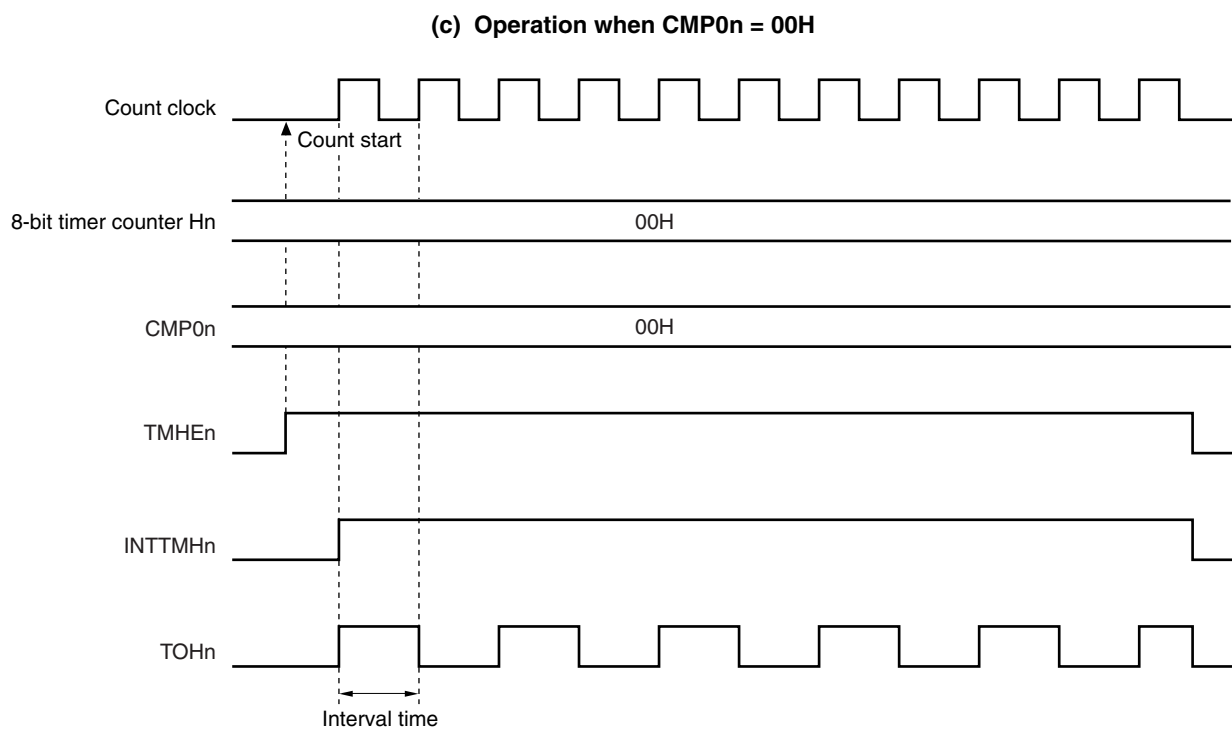 (c) Operation when CMP0n = 00H
Count clock
Count start
8-bit timer counter Hn
00H
CMP0n
00H
TMHEn
INTTMHn
TOHn
Interval time